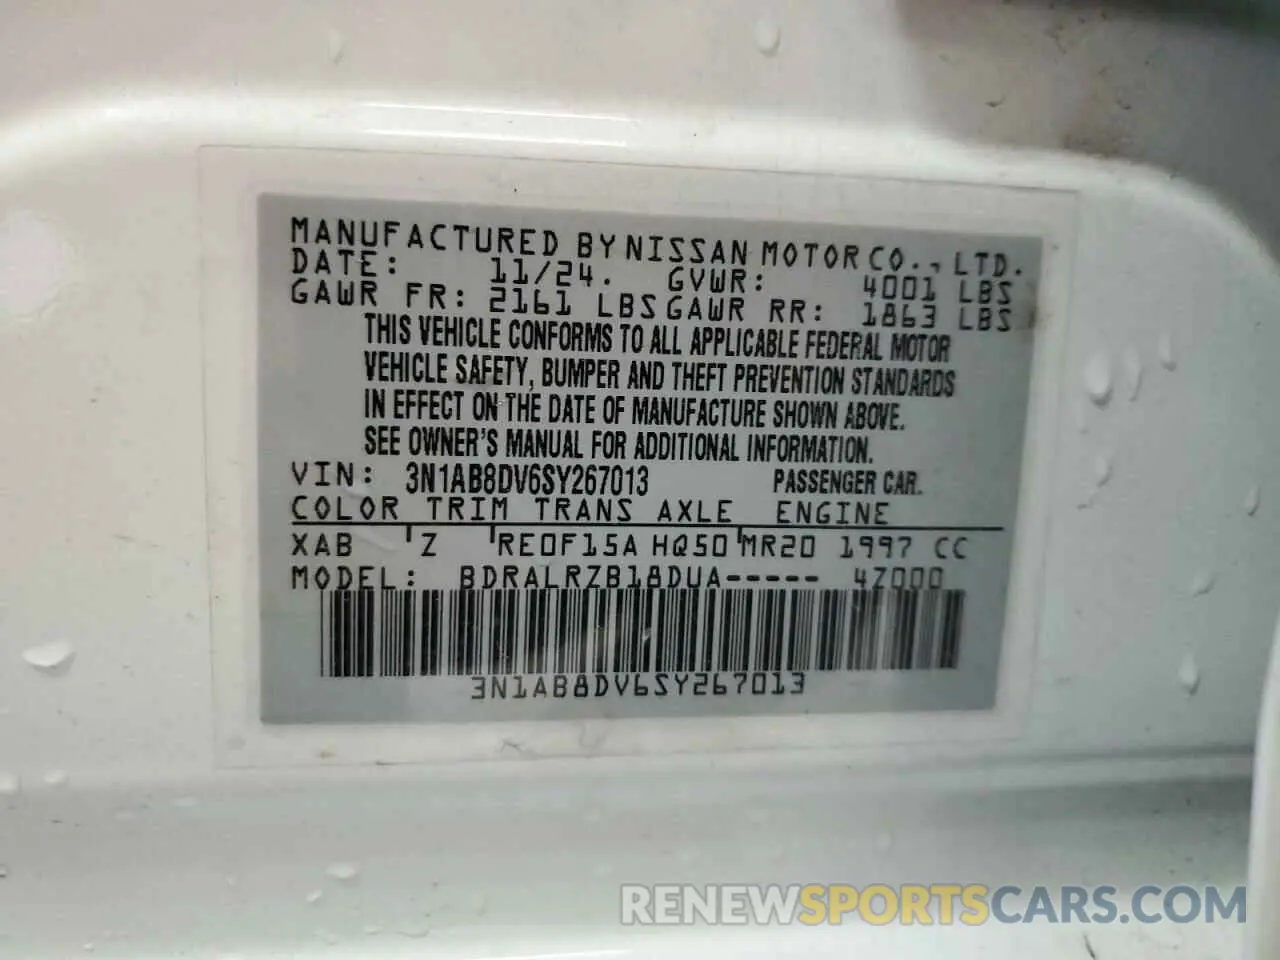 MANUFACTURED BY NISSAN MOTOR CO., LTD.
DATE: 11/24. GVWR: 4001 LBS
GAWR FR: 2161 LBS GAWR RR: 1863 LBS
THIS VEHICLE CONFORMS TO ALL APPLICABLE FEDERAL MOTOR
VEHICLE SAFETY, BUMPER AND THEFT PREVENTION STANDARDS
IN EFFECT ON THE DATE OF MANUFACTURE SHOWN ABOVE.
SEE OWNER'S MANUAL FOR ADDITIONAL INFORMATION.
VIN: 3N1AB8DV6SY267013 PASSENGER CAR.
COLOR TRIM TRANS AXLE ENGINE
XAB Z RE0F15A HQ50 MR20 1997 CC
MODEL: BDRALRZB18DUA----- 4Z000
3N1AB8DV6SY267013
RENEWSPORTSCARS.COM